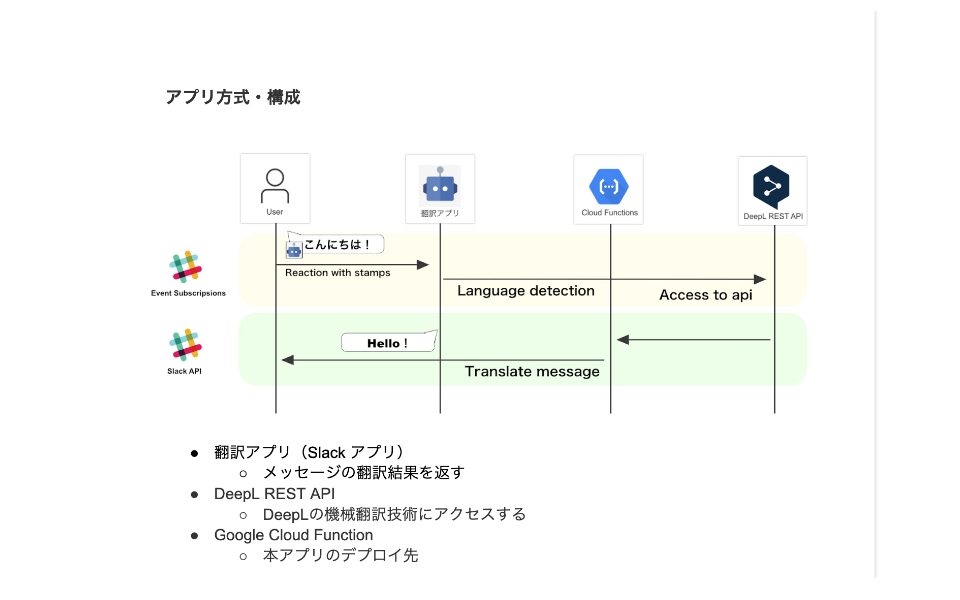 アプリ方式・構成
User
翻訳アプリ
Cloud Functions
DeepL REST API
こんにちは！
Reaction with stamps
Event Subscripsions
Language detection
Access to api
Hello！
Slack API
Translate message
● 翻訳アプリ（Slack アプリ）
○ メッセージの翻訳結果を返す
● DeepL REST API
○ DeepLの機械翻訳技術にアクセスする
● Google Cloud Function
○ 本アプリのデプロイ先